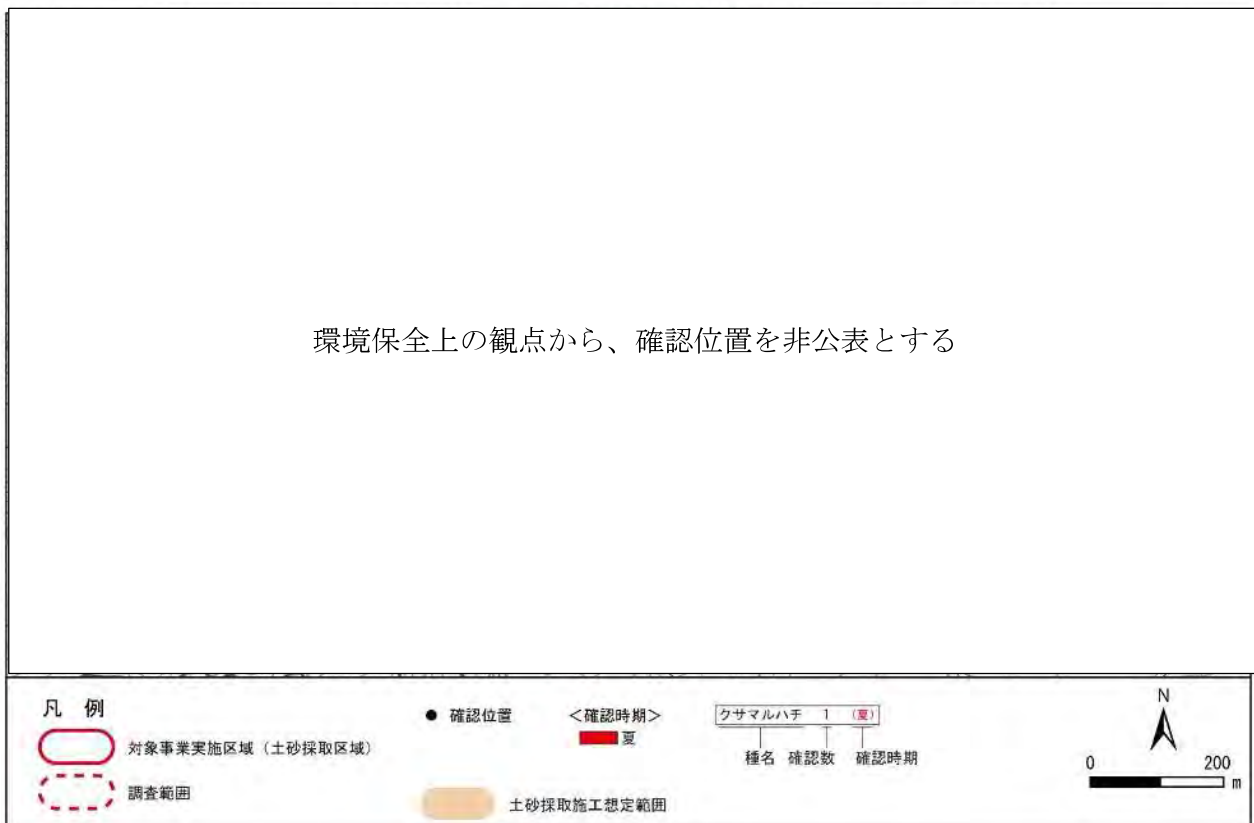 環境保全上の観点から、確認位置を非公表とする
凡 例
対象事業実施区域（土砂採取区域）
調査範囲
確認位置
＜確認時期＞
夏
土砂採取施工想定範囲
クサマルハチ 1 （夏）
種名 確認数 確認時期
N
0 200
m